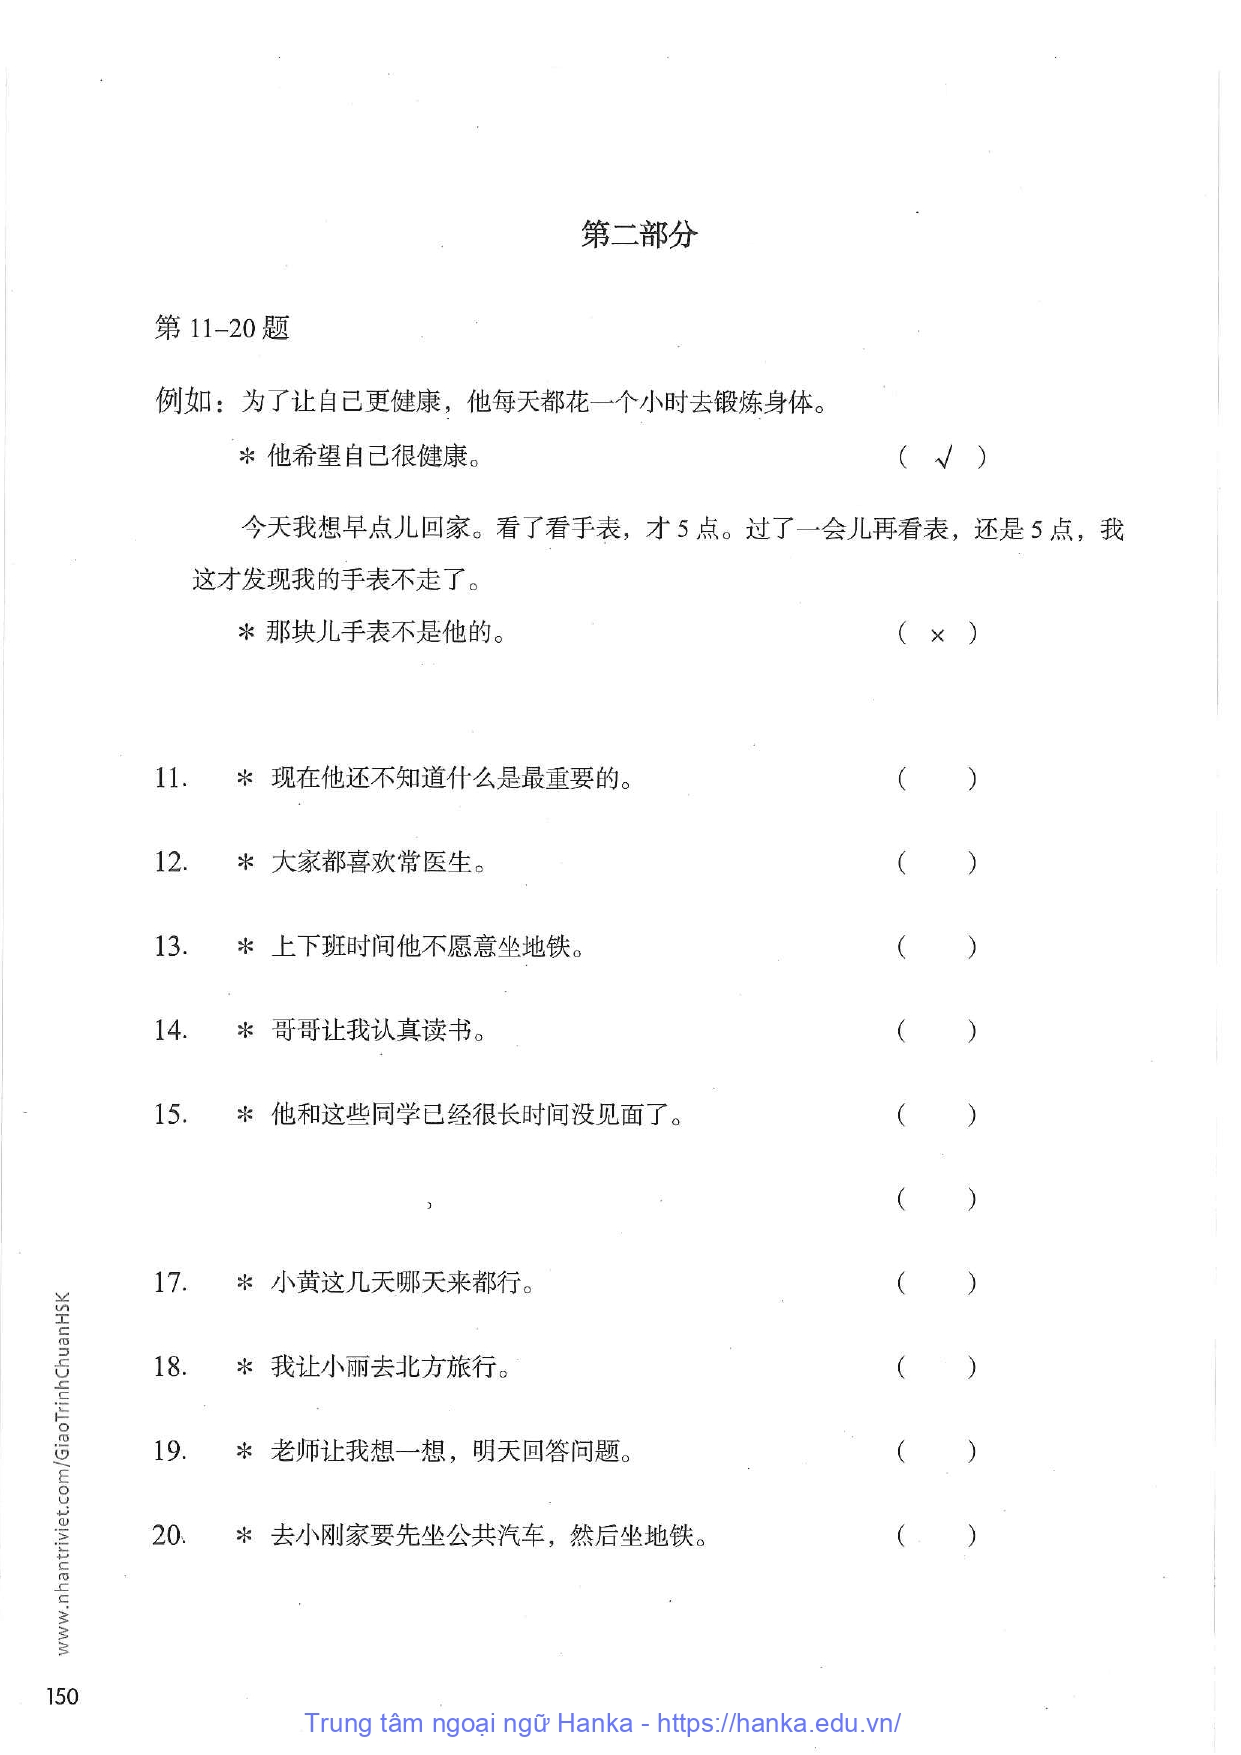 第二部分
第 11–20 题
例如：为了让自己更健康，他每天都花一个小时去锻炼身体。
＊ 他希望自己很健康。 （ √ ）
今天我想早点儿回家。看了看手表，才 5 点。过了一会儿再看表，还是 5 点，我
这才发现我的手表不走了。
＊ 那块儿手表不是他的。 （ × ）
11. ＊ 现在他还不知道什么是最重要的。 （ ）
12. ＊ 大家都喜欢常医生。 （ ）
13. ＊ 上下班时间他不愿意坐地铁。 （ ）
14. ＊ 哥哥让我认真读书。 （ ）
15. ＊ 他和这些同学已经很长时间没见面了。 （ ）
（ ）
17. ＊ 小黄这几天哪天来都行。 （ ）
18. ＊ 我让小丽去北方旅行。 （ ）
19. ＊ 老师让我想一想，明天回答问题。 （ ）
20. ＊ 去小刚家要先坐公共汽车，然后坐地铁。 （ ）
www.nhantriviet.com/GiaoTrinhChuanHSK
150
Trung tâm ngoại ngữ Hanka - https://hanka.edu.vn/